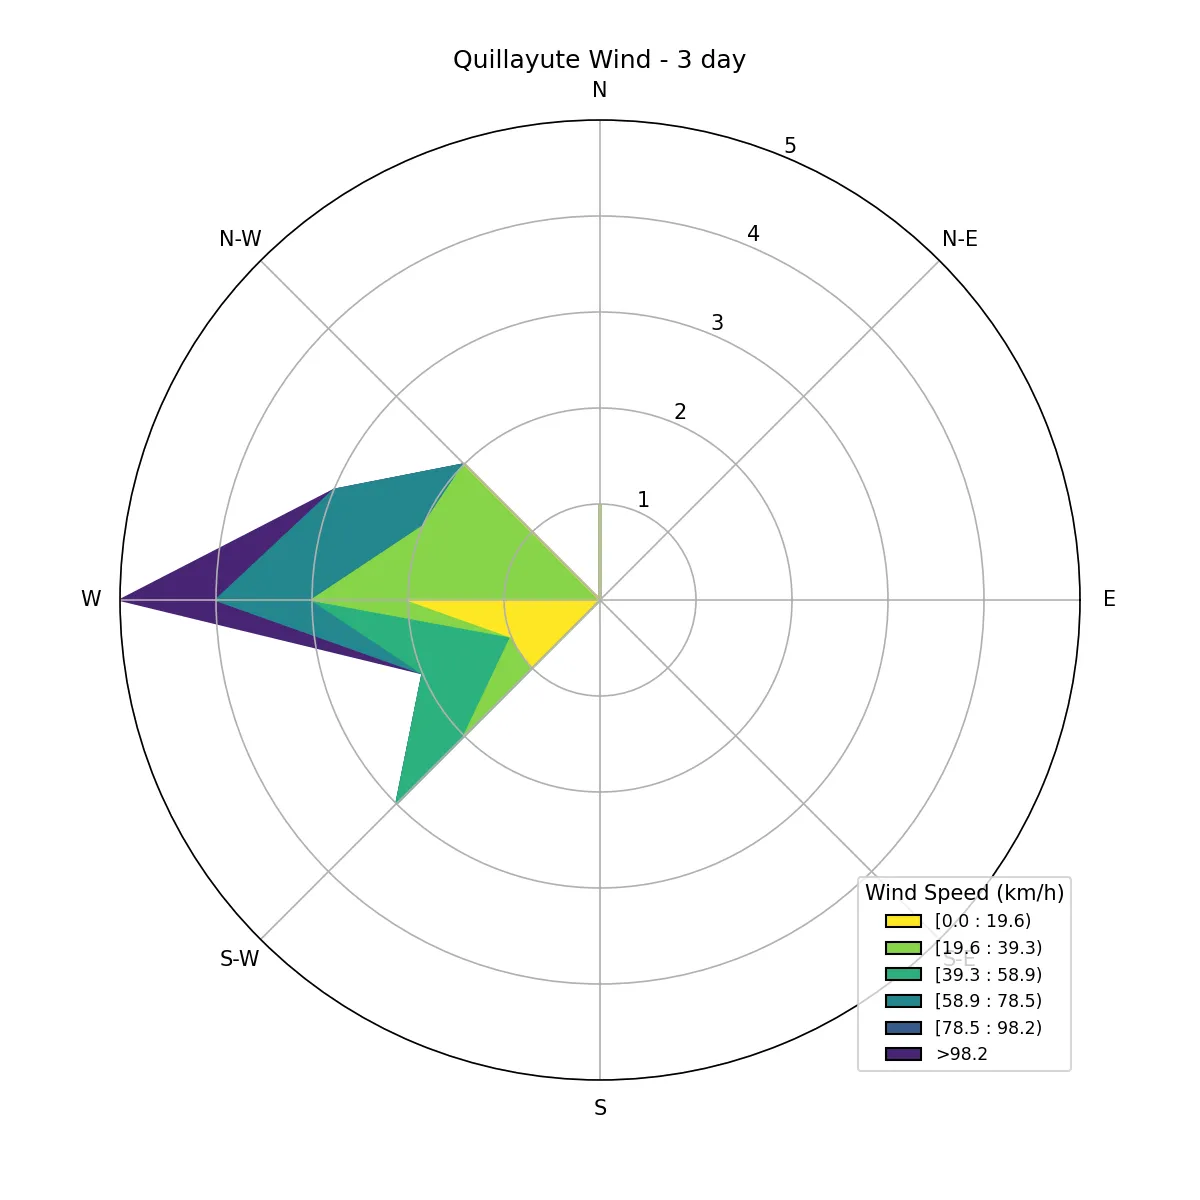 Quillayute Wind - 3 day
N
5
N-W
N-E
4
3
2
1
W
E
Wind Speed (km/h)
[0.0 : 19.6)
[19.6 : 39.3)
S-W
S-E
[39.3 : 58.9)
[58.9 : 78.5)
[78.5 : 98.2)
>98.2
S